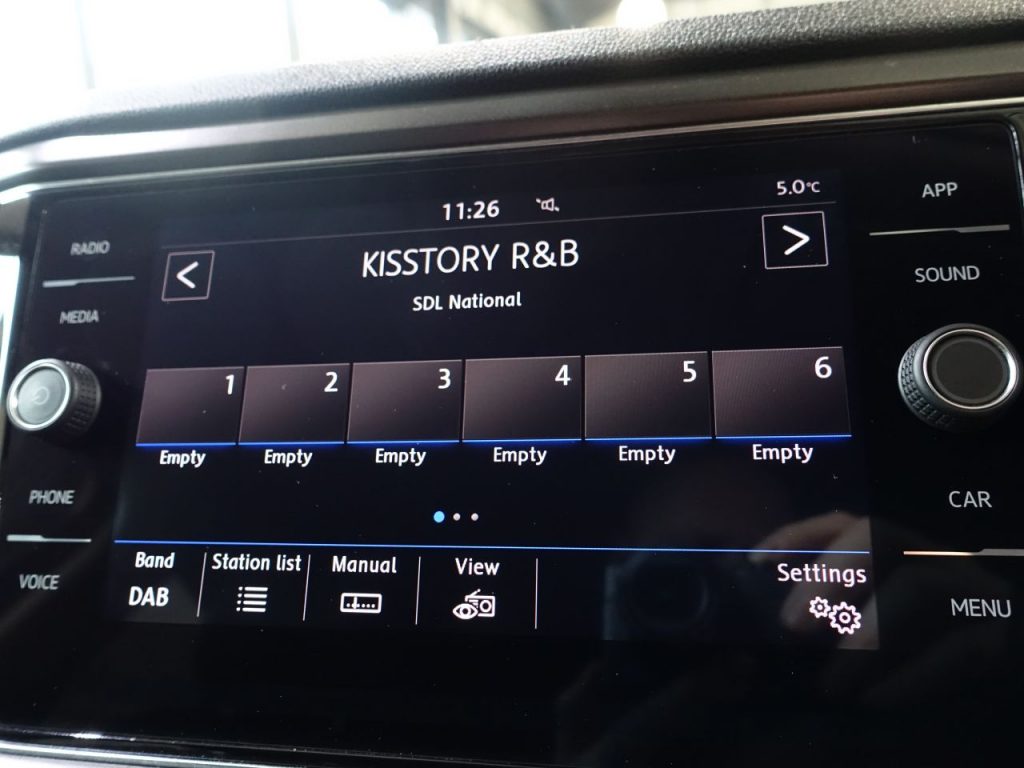 11:26 5.0°C
RADIO
MEDIA
PHONE
VOICE
< KISSTORY R&B >
SDL National
1 2 3 4 5 6
Empty Empty Empty Empty Empty Empty
Band Station list Manual View Settings
DAB
APP
SOUND
CAR
MENU